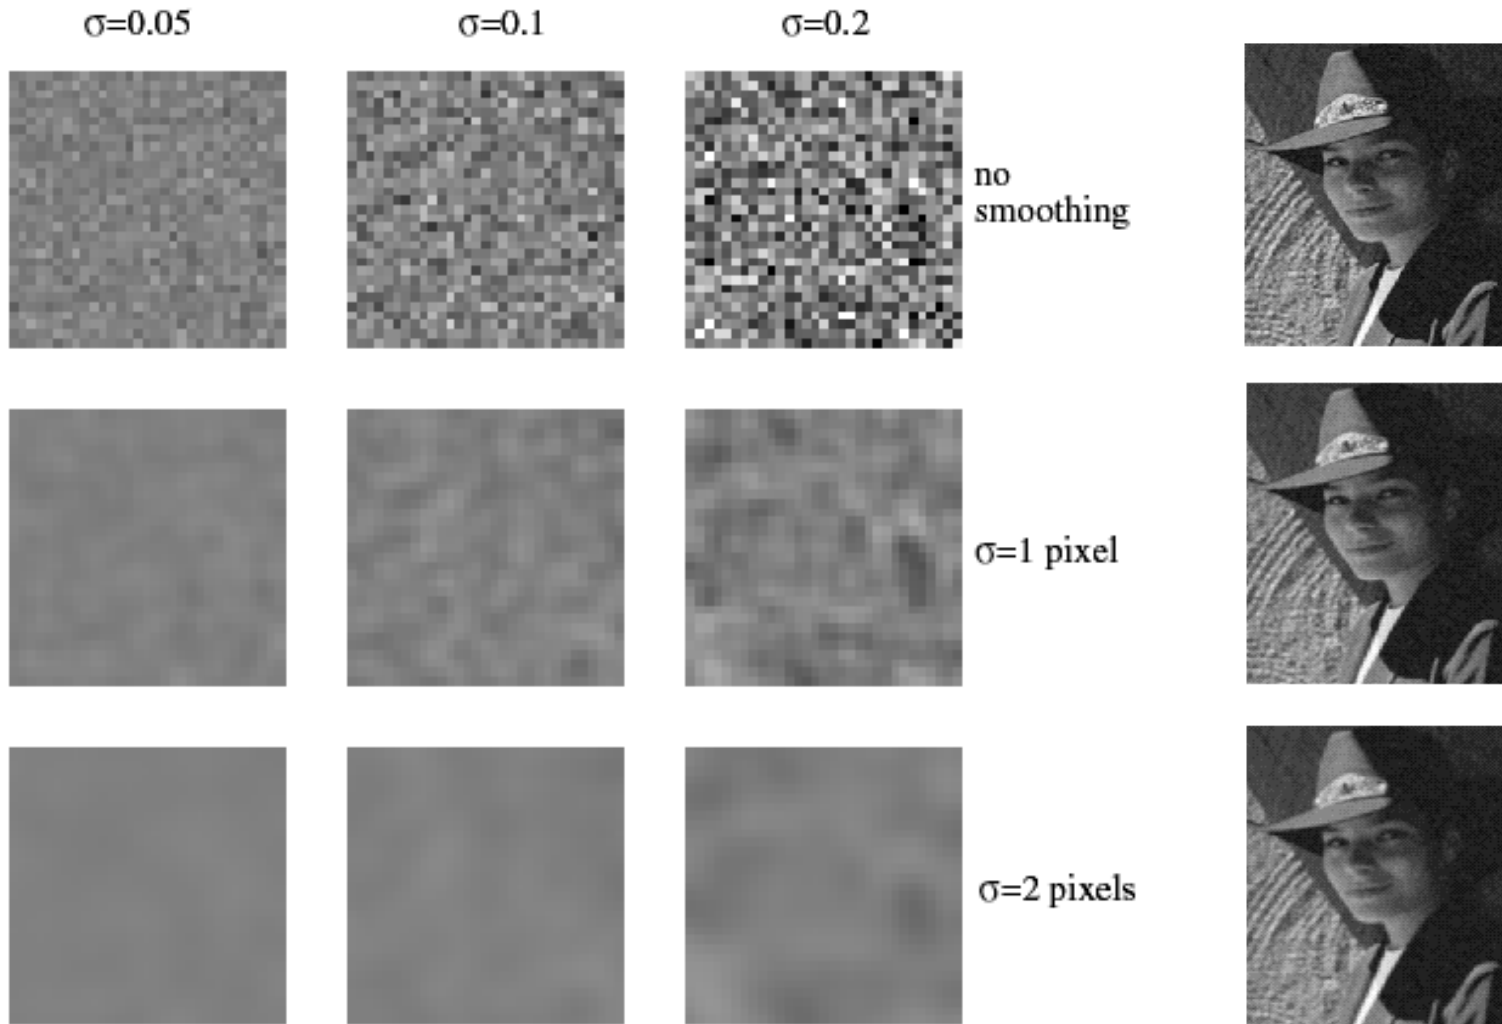 σ=0.05
σ=0.1
σ=0.2
no
smoothing
σ=1 pixel
σ=2 pixels